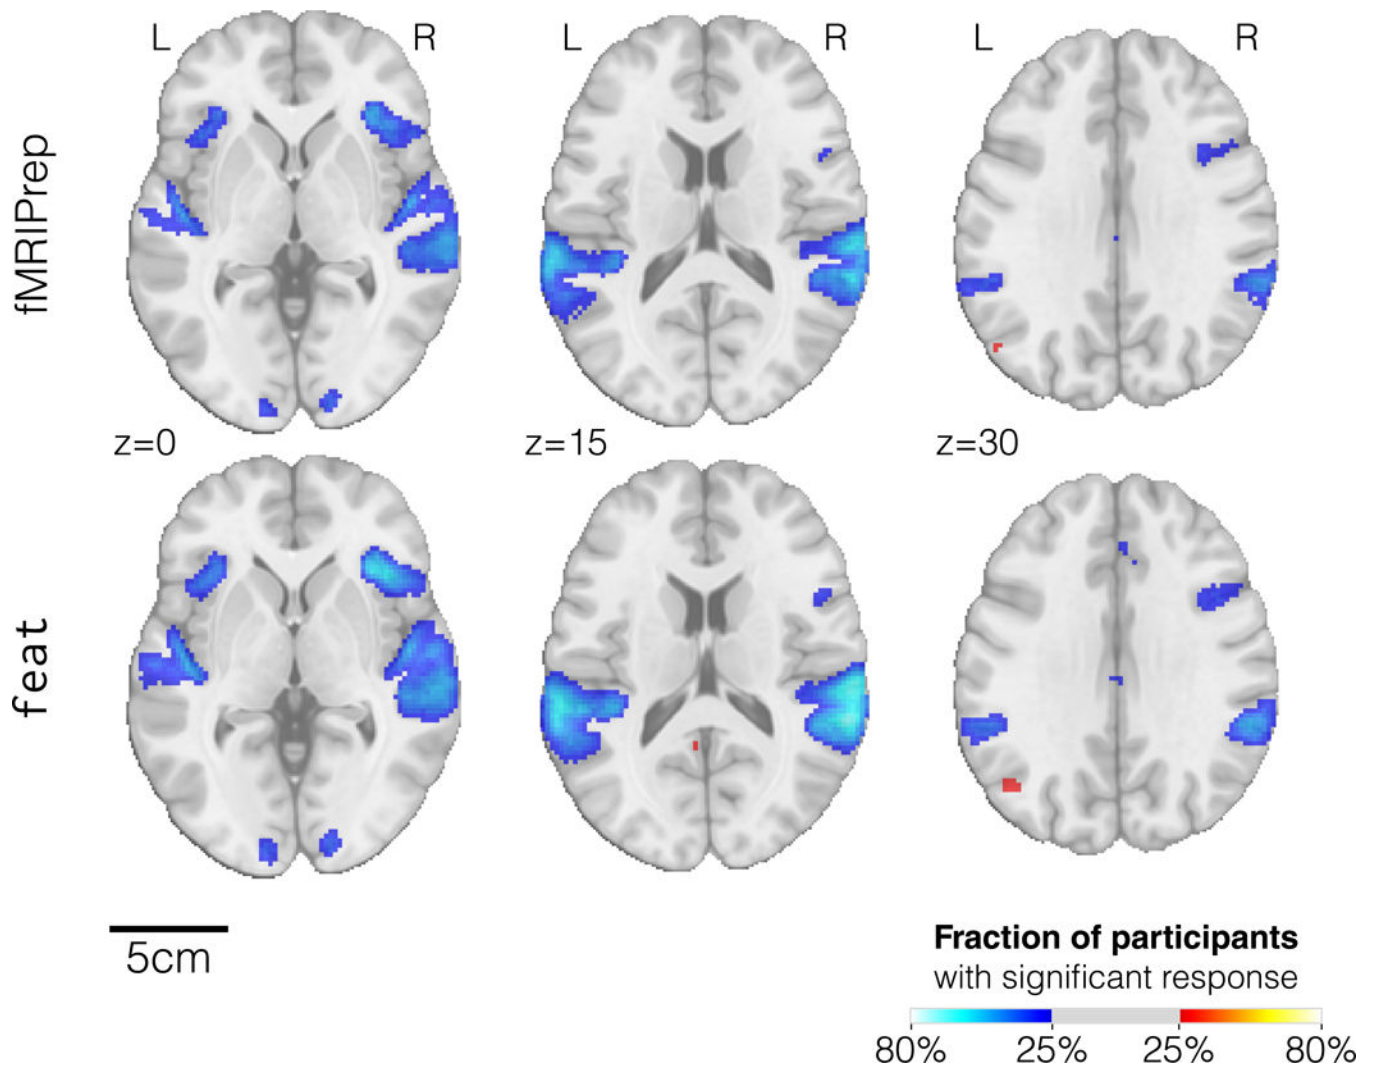 L R L R L R
fMRIPrep
z=0 z=15 z=30
feat
5cm
Fraction of participants
with significant response
80% 25% 25% 80%